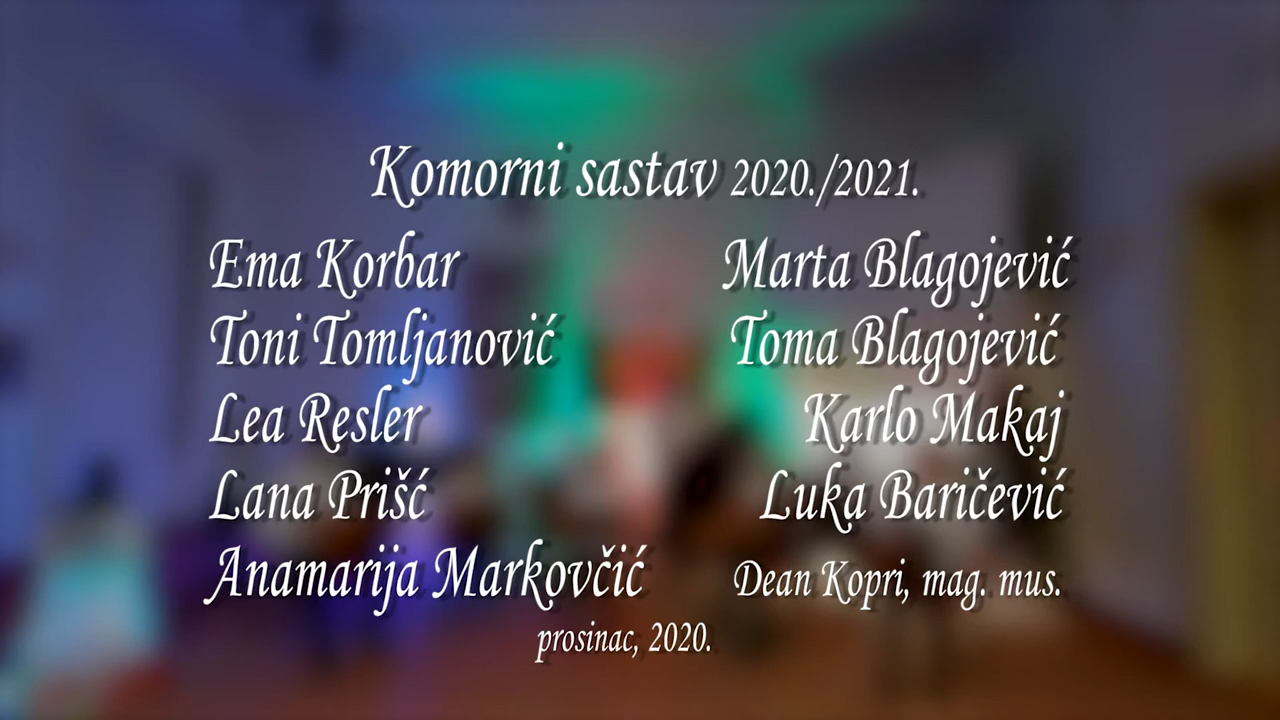 Komorni sastav 2020./2021.
Ema Korbar
Toni Tomljanović
Lea Resler
Lana Prišć
Anamarija Markovčić
Marta Blagojević
Toma Blagojević
Karlo Makaj
Luka Baričević
Dean Kopri, mag. mus.
prosinac, 2020.